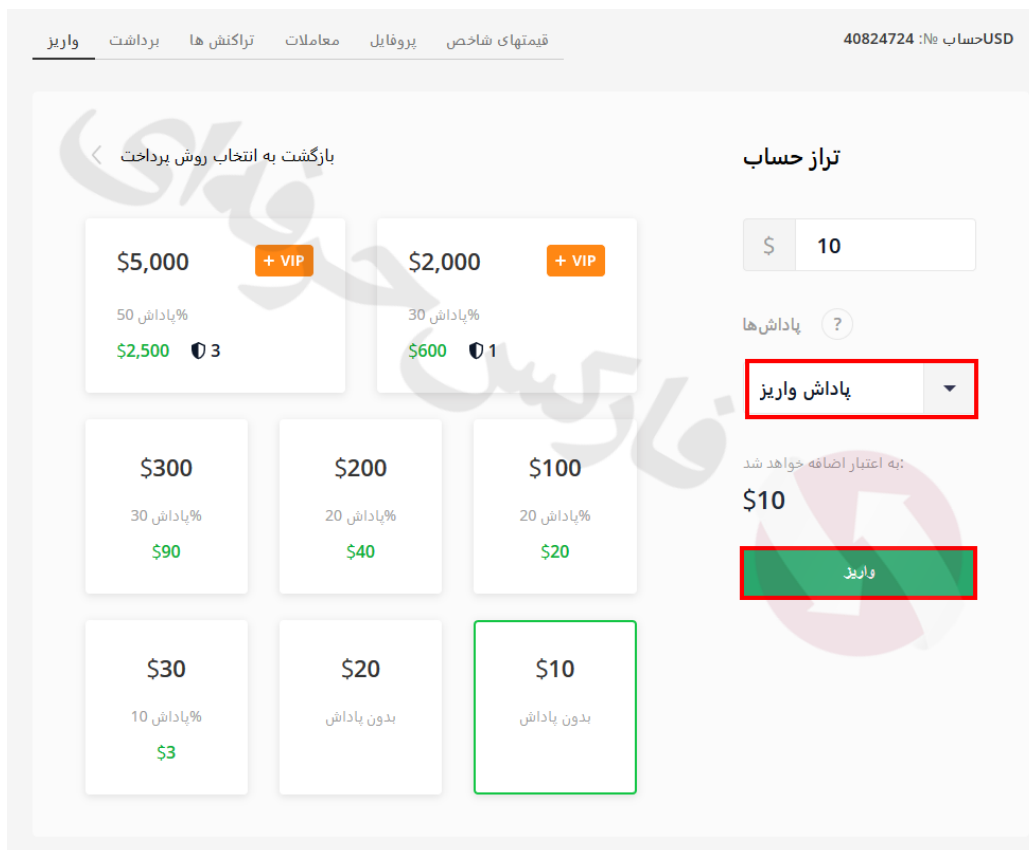 USDحساب №: 40824724
قیمتهای شاخص پروفایل معاملات تراکنش ها برداشت واریز
تراز حساب
$ 10
پاداش‌ها ?
پاداش واریز
به اعتبار اضافه خواهد شد:
$10
واریز
بازگشت به انتخاب روش پرداخت
$5,000 + VIP
%پاداش 50
$2,500 3
$2,000 + VIP
%پاداش 30
$600 1
$300
%پاداش 30
$90
$200
%پاداش 20
$40
$100
%پاداش 20
$20
$30
%پاداش 10
$3
$20
بدون پاداش
$10
بدون پاداش
فارکس حرفه‌ای